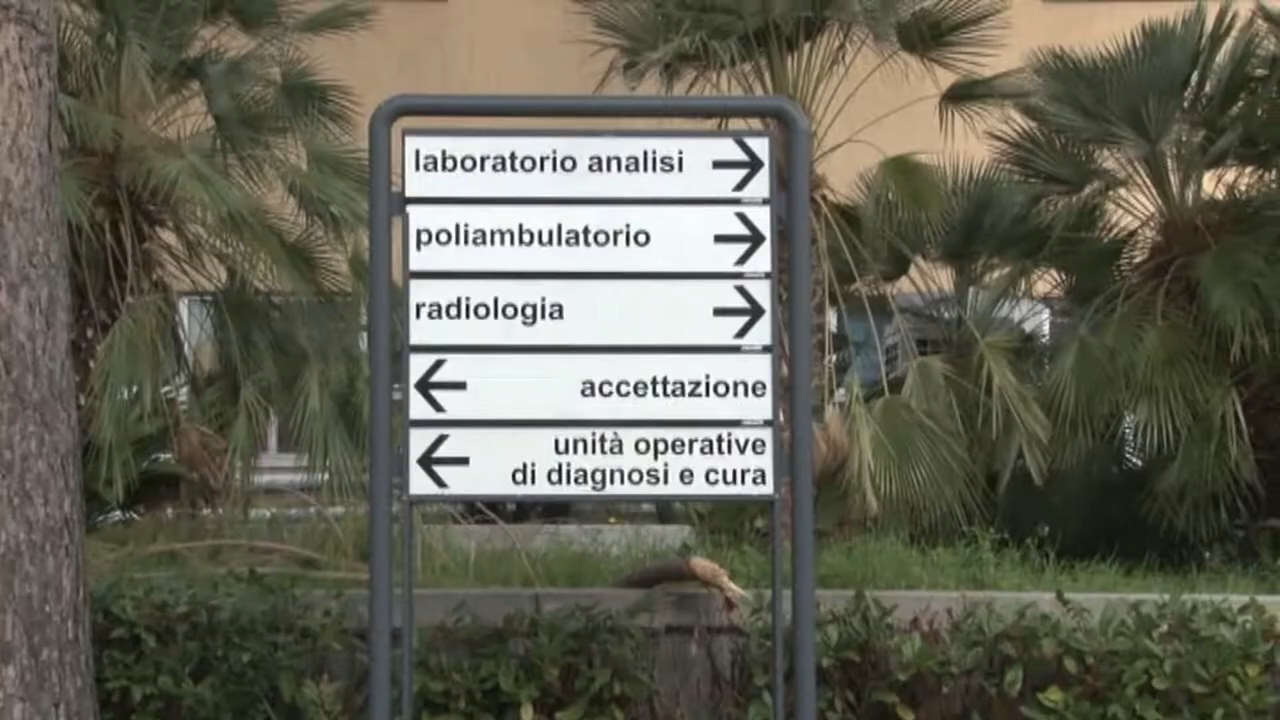 laboratorio analisi
poliambulatorio
radiologia
accettazione
unità operative
di diagnosi e cura